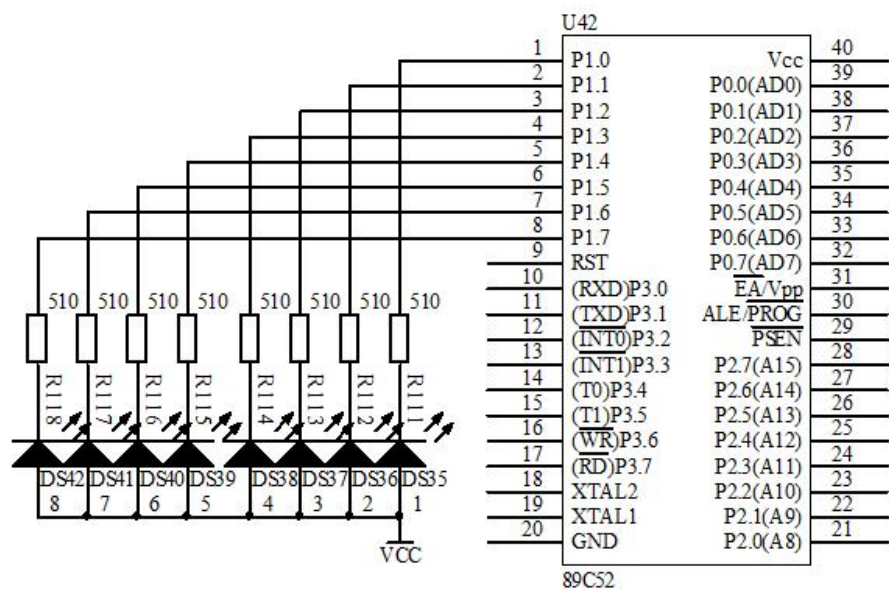 U42
1 P1.0 Vcc 40
2 P1.1 P0.0(AD0) 39
3 P1.2 P0.1(AD1) 38
4 P1.3 P0.2(AD2) 37
5 P1.4 P0.3(AD3) 36
6 P1.5 P0.4(AD4) 35
7 P1.6 P0.5(AD5) 34
8 P1.7 P0.6(AD6) 33
9 RST P0.7(AD7) 32
10 (RXD)P3.0 EA/Vpp 31
11 (TXD)P3.1 ALE/PROG 30
12 (INT0)P3.2 PSEN 29
13 (INT1)P3.3 P2.7(A15) 28
14 (T0)P3.4 P2.6(A14) 27
15 (T1)P3.5 P2.5(A13) 26
16 (WR)P3.6 P2.4(A12) 25
17 (RD)P3.7 P2.3(A11) 24
18 XTAL2 P2.2(A10) 23
19 XTAL1 P2.1(A9) 22
20 GND P2.0(A8) 21
89C52
510 510 510 510 510 510 510 510
R118 R117 R116 R115 R114 R113 R112 R111
DS42 DS41 DS40 DS39 DS38 DS37 DS36 DS35
8 7 6 5 4 3 2 1
VCC